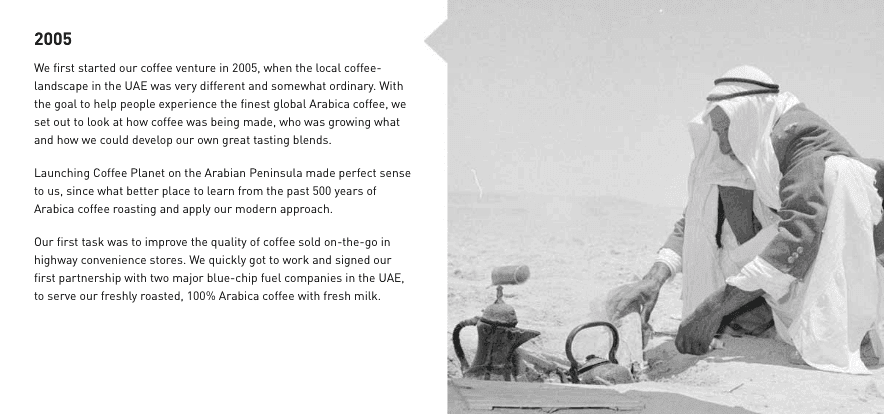 2005
We first started our coffee venture in 2005, when the local coffee-
landscape in the UAE was very different and somewhat ordinary. With
the goal to help people experience the finest global Arabica coffee, we
set out to look at how coffee was being made, who was growing what
and how we could develop our own great tasting blends.
Launching Coffee Planet on the Arabian Peninsula made perfect sense
to us, since what better place to learn from the past 500 years of
Arabica coffee roasting and apply our modern approach.
Our first task was to improve the quality of coffee sold on-the-go in
highway convenience stores. We quickly got to work and signed our
first partnership with two major blue-chip fuel companies in the UAE,
to serve our freshly roasted, 100% Arabica coffee with fresh milk.